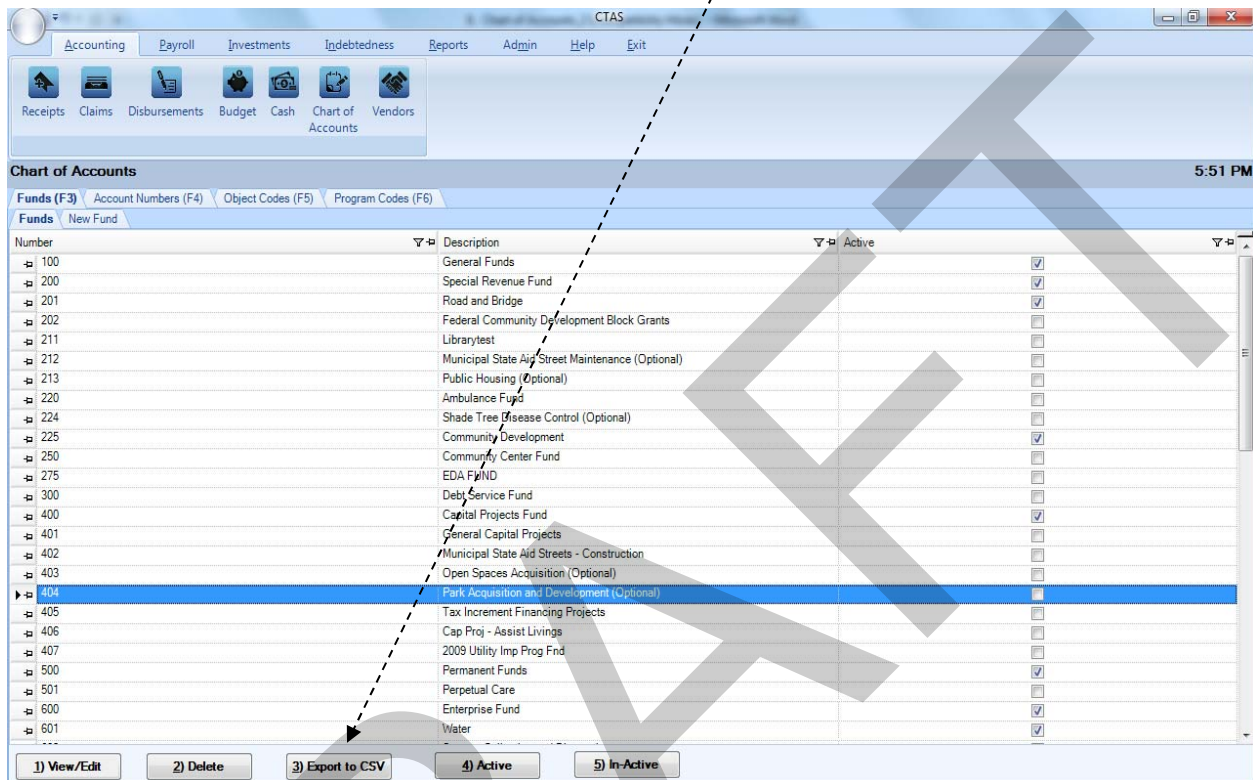 CTAS
Accounting Payroll Investments Indebtedness Reports Admin Help Exit
Receipts Claims Disbursements Budget Cash Chart of Accounts Vendors
Chart of Accounts 5:51 PM
Funds (F3) Account Numbers (F4) Object Codes (F5) Program Codes (F6)
Funds New Fund
Number Description Active
100 General Funds
200 Special Revenue Fund
201 Road and Bridge
202 Federal Community Development Block Grants
211 Librarytest
212 Municipal State Aid Street Maintenance (Optional)
213 Public Housing (Optional)
220 Ambulance Fund
224 Shade Tree Disease Control (Optional)
225 Community Development
250 Community Center Fund
275 EDA FUND
300 Debt Service Fund
400 Capital Projects Fund
401 General Capital Projects
402 Municipal State Aid Streets - Construction
403 Open Spaces Acquisition (Optional)
404 Park Acquisition and Development (Optional)
405 Tax Increment Financing Projects
406 Cap Proj - Assist Livings
407 2009 Utility Imp Prog Fnd
500 Permanent Funds
501 Perpetual Care
600 Enterprise Fund
601 Water
1) View/Edit 2) Delete 3) Export to CSV 4) Active 5) In-Active